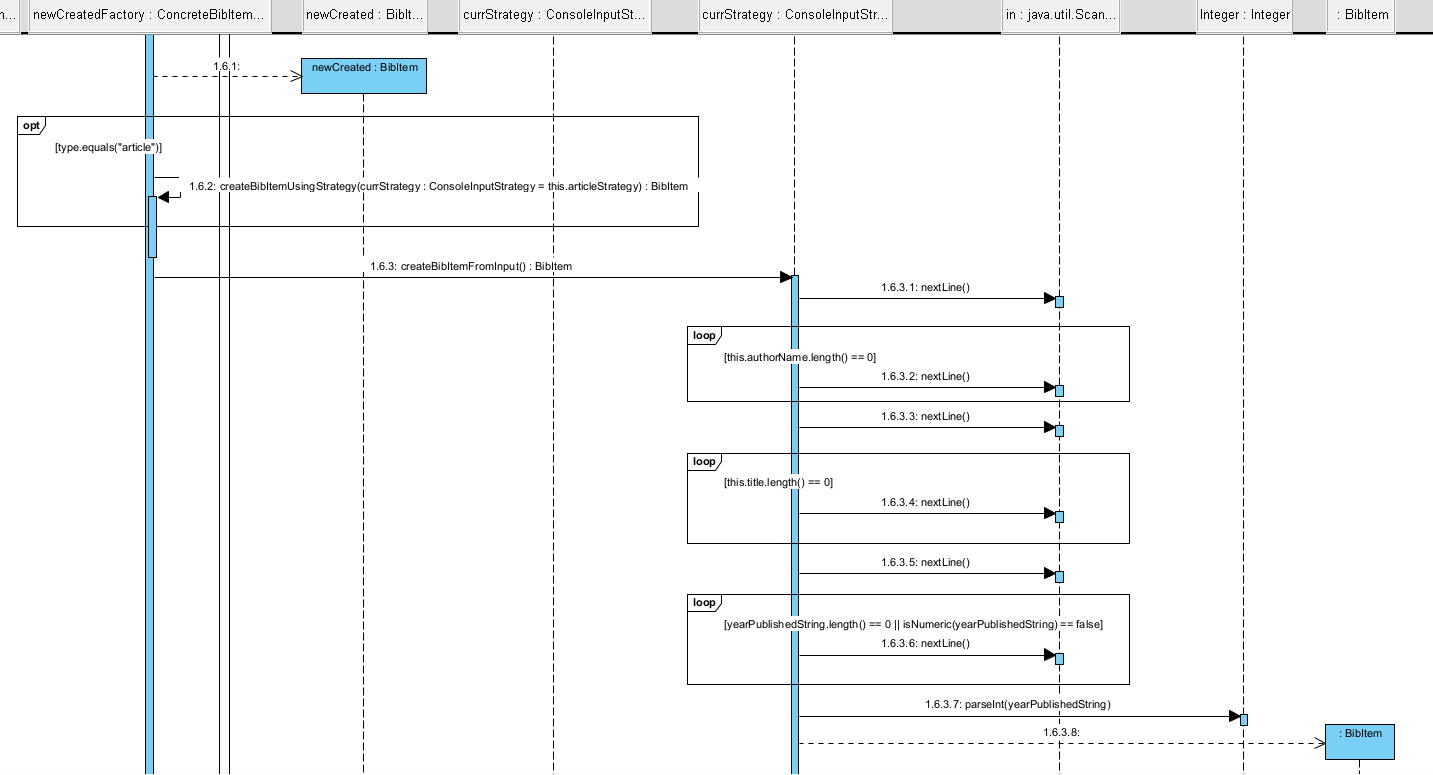 n...
newCreatedFactory : ConcreteBibItem...
newCreated : BibIt...
currStrategy : ConsoleInputSt...
currStrategy : ConsoleInputStr...
in : java.util.Scan...
Integer : Integer
: BibItem
1.6.1:
newCreated : BibItem
opt
[type.equals("article")]
1.6.2: createBibItemUsingStrategy(currStrategy : ConsoleInputStrategy = this.articleStrategy) : BibItem
1.6.3: createBibItemFromInput() : BibItem
1.6.3.1: nextLine()
loop
[this.authorName.length() == 0]
1.6.3.2: nextLine()
1.6.3.3: nextLine()
loop
[this.title.length() == 0]
1.6.3.4: nextLine()
1.6.3.5: nextLine()
loop
[yearPublishedString.length() == 0 || isNumeric(yearPublishedString) == false]
1.6.3.6: nextLine()
1.6.3.7: parseInt(yearPublishedString)
1.6.3.8:
: BibItem